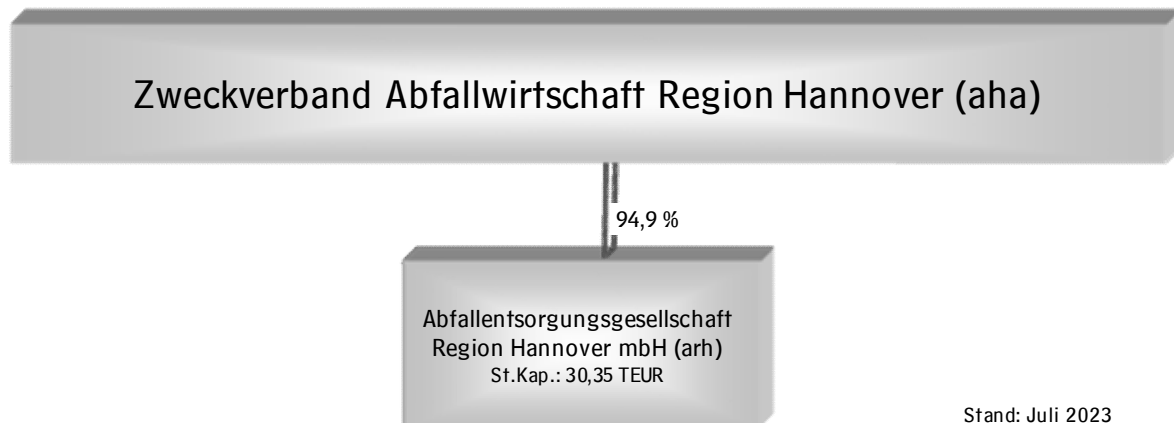 Zweckverband Abfallwirtschaft Region Hannover (aha)
94,9 %
Abfallentsorgungsgesellschaft
Region Hannover mbH (arh)
St.Kap.: 30,35 TEUR
Stand: Juli 2023